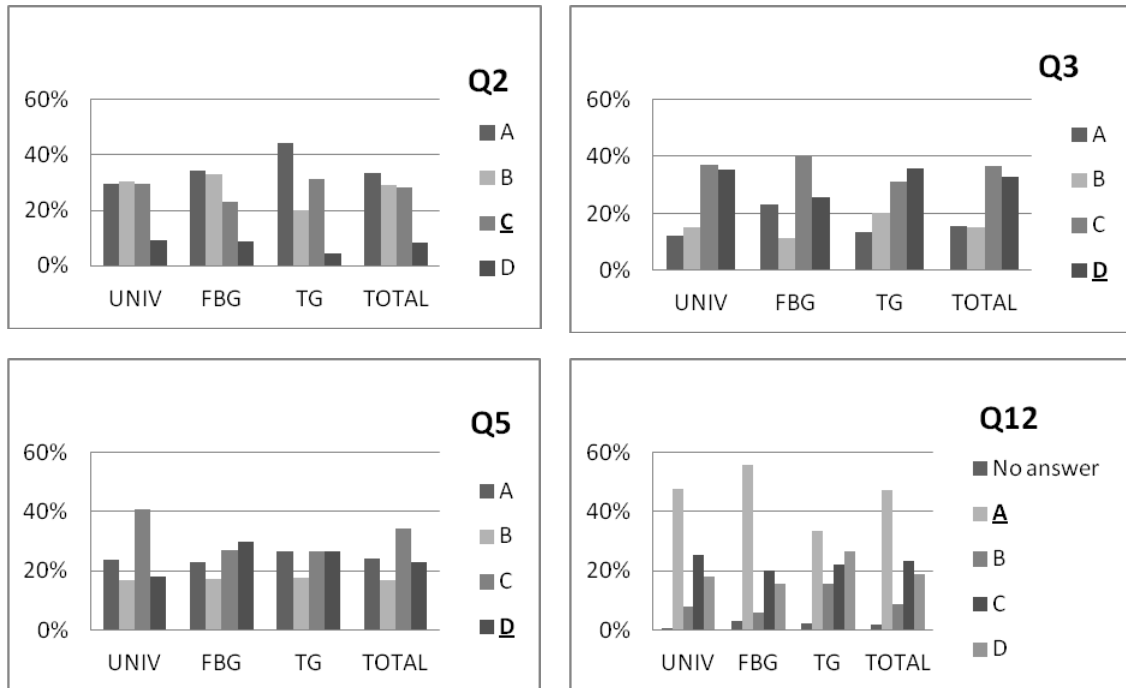 Q2
60%
40%
20%
0%
UNIV FBG TG TOTAL
A
B
C
D
Q3
60%
40%
20%
0%
UNIV FBG TG TOTAL
A
B
C
D
Q5
60%
40%
20%
0%
UNIV FBG TG TOTAL
A
B
C
D
Q12
60%
40%
20%
0%
UNIV FBG TG TOTAL
No answer
A
B
C
D